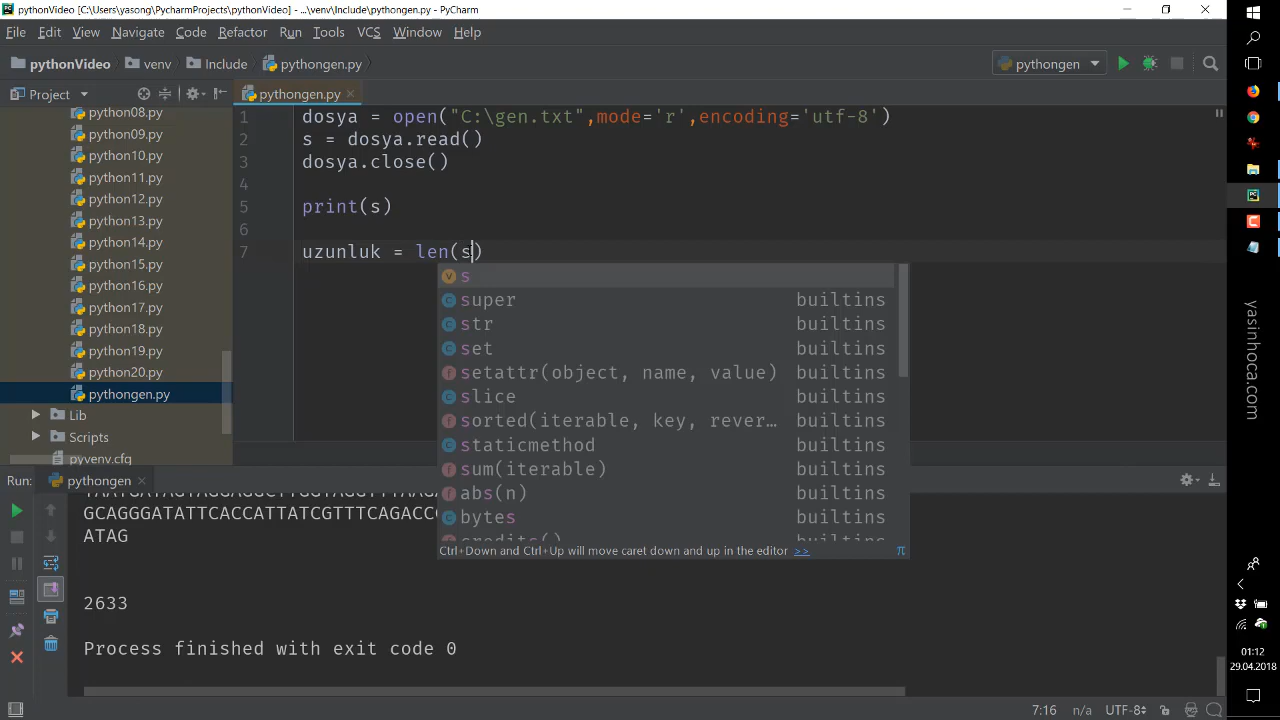 pythonVideo [C:\Users\yasong\PycharmProjects\pythonVideo] - ...\venv\Include\pythongen.py - PyCharm
File Edit View Navigate Code Refactor Run Tools VCS Window Help
pythonVideo venv Include pythongen.py pythongen
Project pythongen.py
python08.py
python09.py
python10.py
python11.py
python12.py
python13.py
python14.py
python15.py
python16.py
python17.py
python18.py
python19.py
python20.py
pythongen.py
Lib
Scripts
pyvenv.cfg
1 dosya = open("C:\gen.txt",mode='r',encoding='utf-8')
2 s = dosya.read()
3 dosya.close()
4
5 print(s)
6
7 uzunluk = len(s)
s
super builtins
str builtins
set builtins
setattr(object, name, value) builtins
slice builtins
sorted(iterable, key, rever… builtins
staticmethod builtins
sum(iterable) builtins
abs(n) builtins
bytes builtins
credits() builtins
Ctrl+Down and Ctrl+Up will move caret down and up in the editor >> π
Run: pythongen
GCAGGGATATTCACCATTATCGTTTCAGACC
ATAG
2633
Process finished with exit code 0
7:16 n/a UTF-8
yasinhoca.com
01:12
29.04.2018